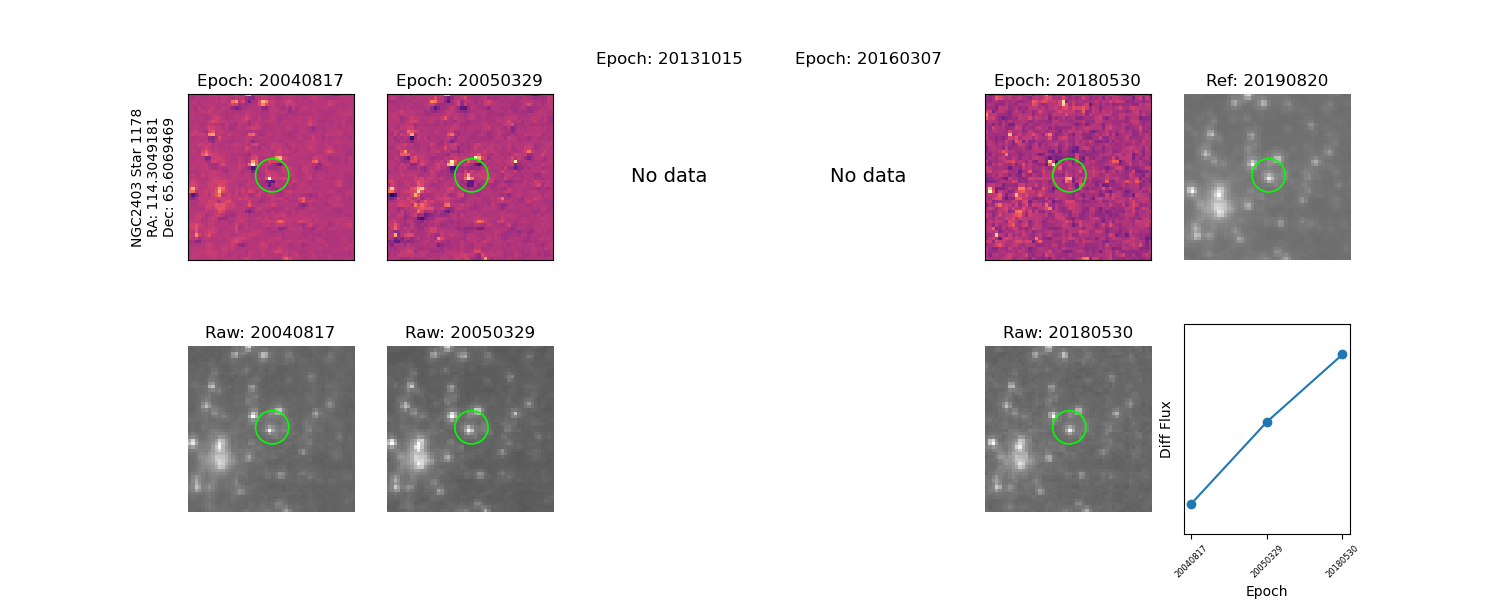 Epoch: 20131015
Epoch: 20160307
Epoch: 20040817
Epoch: 20050329
Epoch: 20180530
Ref: 20190820
NGC2403 Star 1178
RA: 114.3049181
Dec: 65.6069469
No data
No data
Raw: 20040817
Raw: 20050329
Raw: 20180530
Diff Flux
20040817
20050329
20180530
Epoch